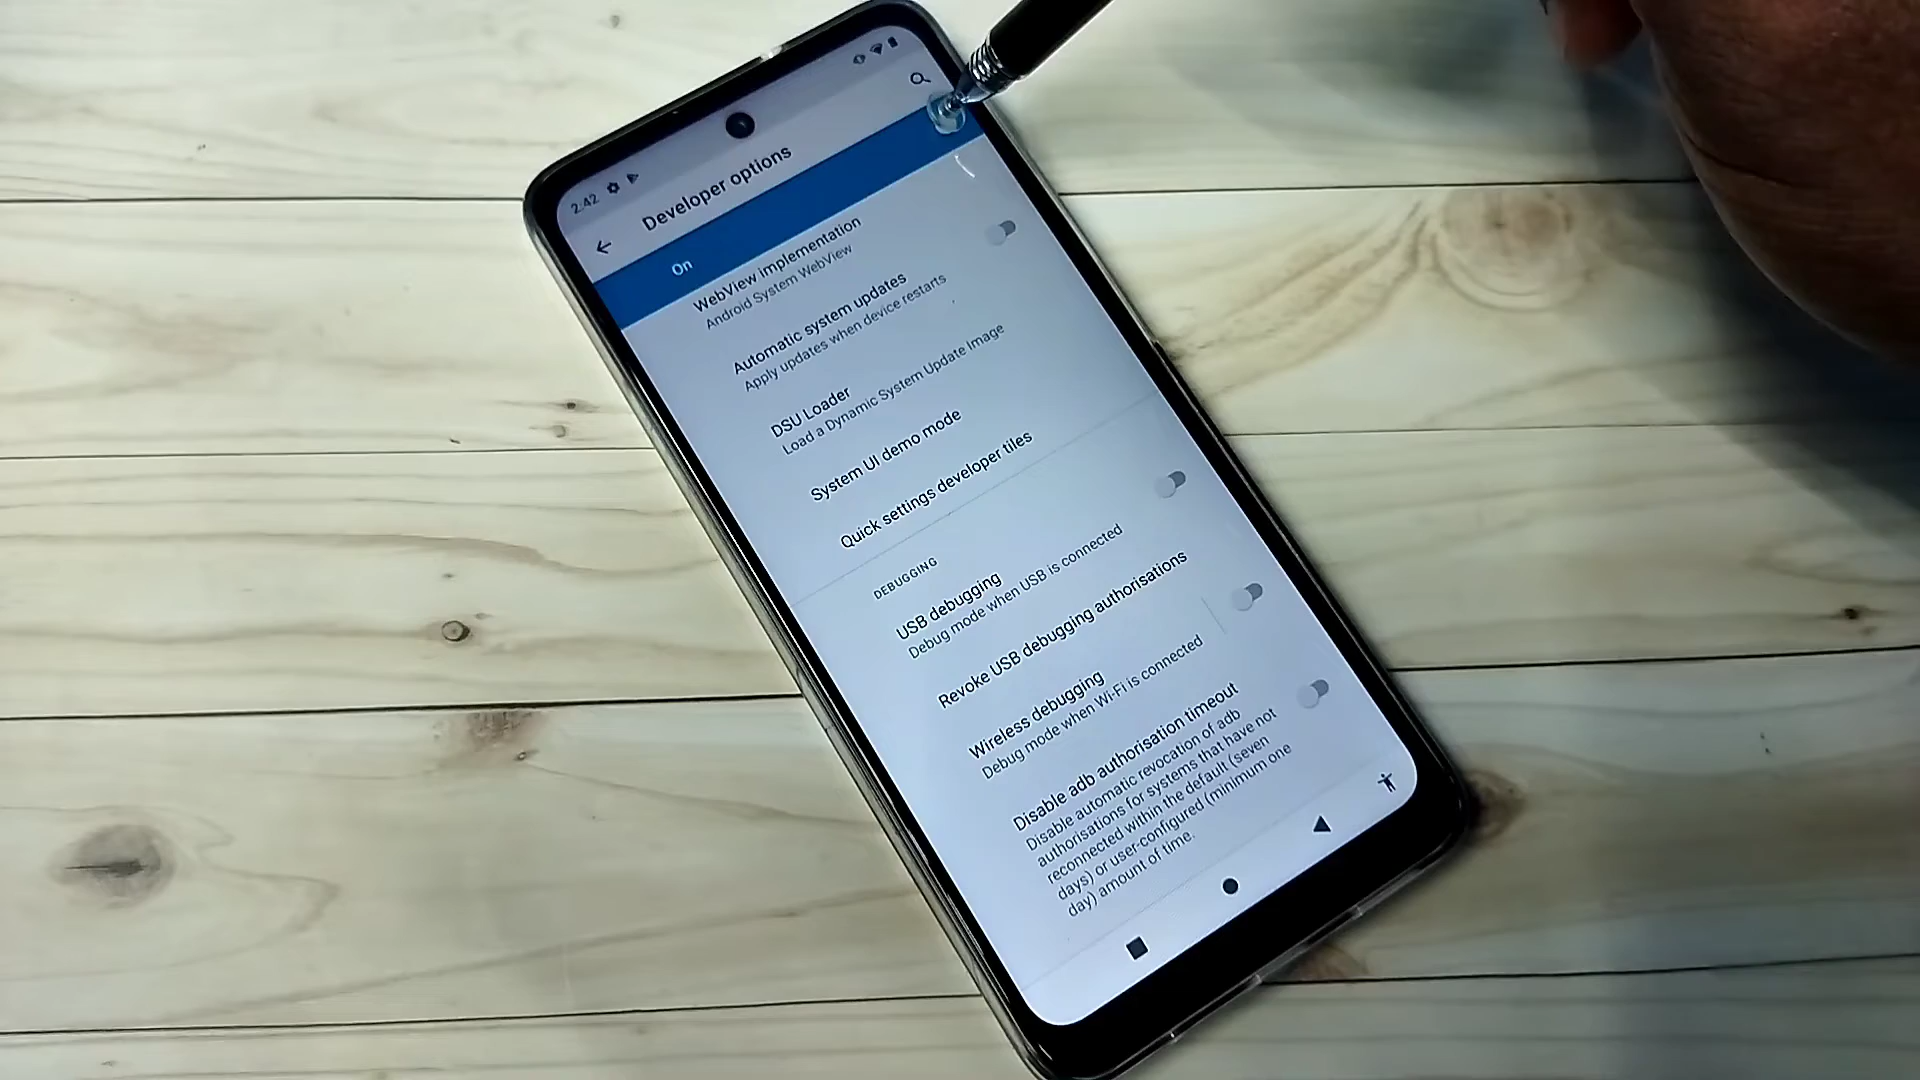 2:42
Developer options
On
WebView implementation
Android System WebView
Automatic system updates
Apply updates when device restarts
DSU Loader
Load a Dynamic System Update Image
System UI demo mode
Quick settings developer tiles
DEBUGGING
USB debugging
Debug mode when USB is connected
Revoke USB debugging authorisations
Wireless debugging
Debug mode when Wi-Fi is connected
Disable adb authorisation timeout
Disable automatic revocation of adb
authorisations for systems that have not
reconnected within the default (seven
days) or user-configured (minimum one
day) amount of time.